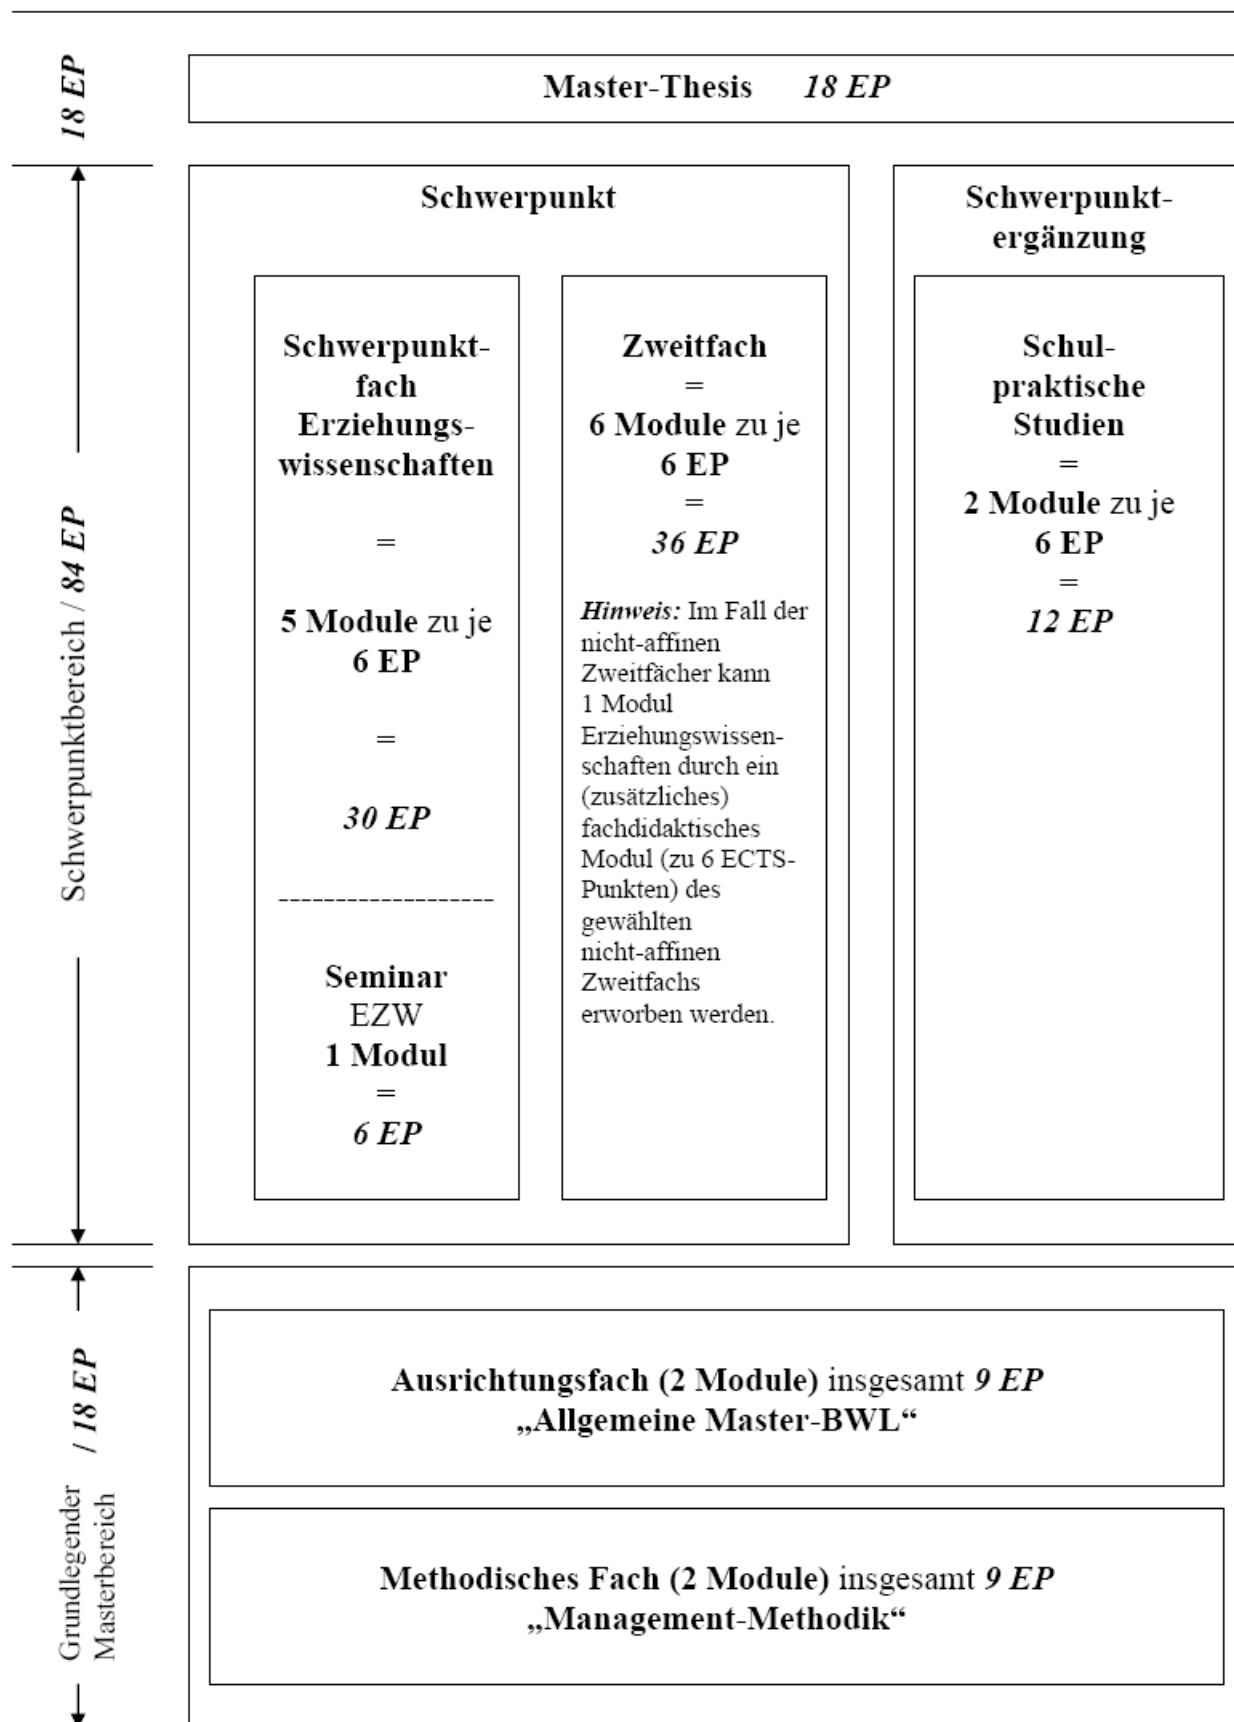 18 EP
Master-Thesis 18 EP
Schwerpunktbereich / 84 EP
Schwerpunkt
Schwerpunkt-
fach
Erziehungs-
wissenschaften
=
5 Module zu je
6 EP
=
30 EP
--------------------
Seminar
EZW
1 Modul
=
6 EP
Zweitfach
=
6 Module zu je
6 EP
=
36 EP
Hinweis: Im Fall der
nicht-affinen
Zweitfächer kann
1 Modul
Erziehungswissen-
schaften durch ein
(zusätzliches)
fachdidaktisches
Modul (zu 6 ECTS-
Punkten) des
gewählten
nicht-affinen
Zweitfachs
erworben werden.
Schwerpunkt-
ergänzung
Schul-
praktische
Studien
=
2 Module zu je
6 EP
=
12 EP
Grundlegender
Masterbereich
/ 18 EP
Ausrichtungsfach (2 Module) insgesamt 9 EP
„Allgemeine Master-BWL“
Methodisches Fach (2 Module) insgesamt 9 EP
„Management-Methodik“